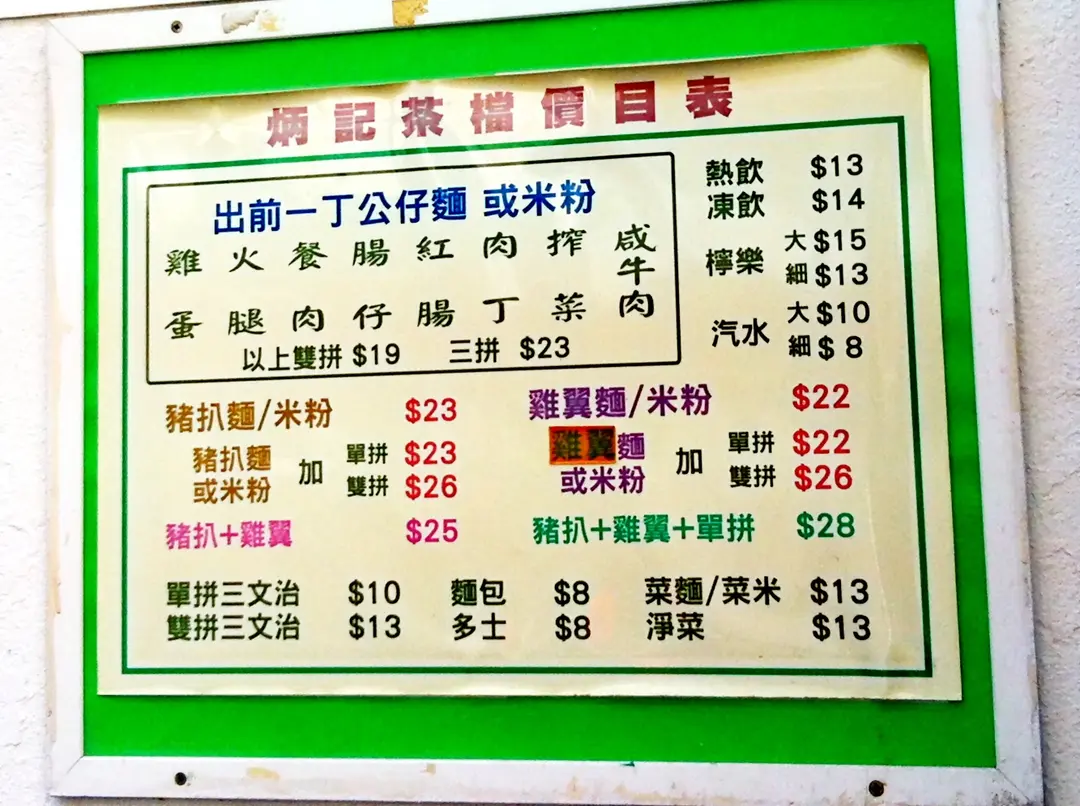 炳記茶檔價目表
出前一丁公仔麵 或米粉
雞蛋 火腿 餐肉 腸仔 紅腸 肉丁 搾菜 咸牛肉
以上雙拼 $19 三拼 $23
熱飲 $13
凍飲 $14
檸樂 大 $15
細 $13
汽水 大 $10
細 $8
豬扒麵/米粉 $23
豬扒麵或米粉 加 單拼 $23
雙拼 $26
豬扒+雞翼 $25
雞翼麵/米粉 $22
雞翼麵或米粉 加 單拼 $22
雙拼 $26
豬扒+雞翼+單拼 $28
單拼三文治 $10 麵包 $8 菜麵/菜米 $13
雙拼三文治 $13 多士 $8 淨菜 $13